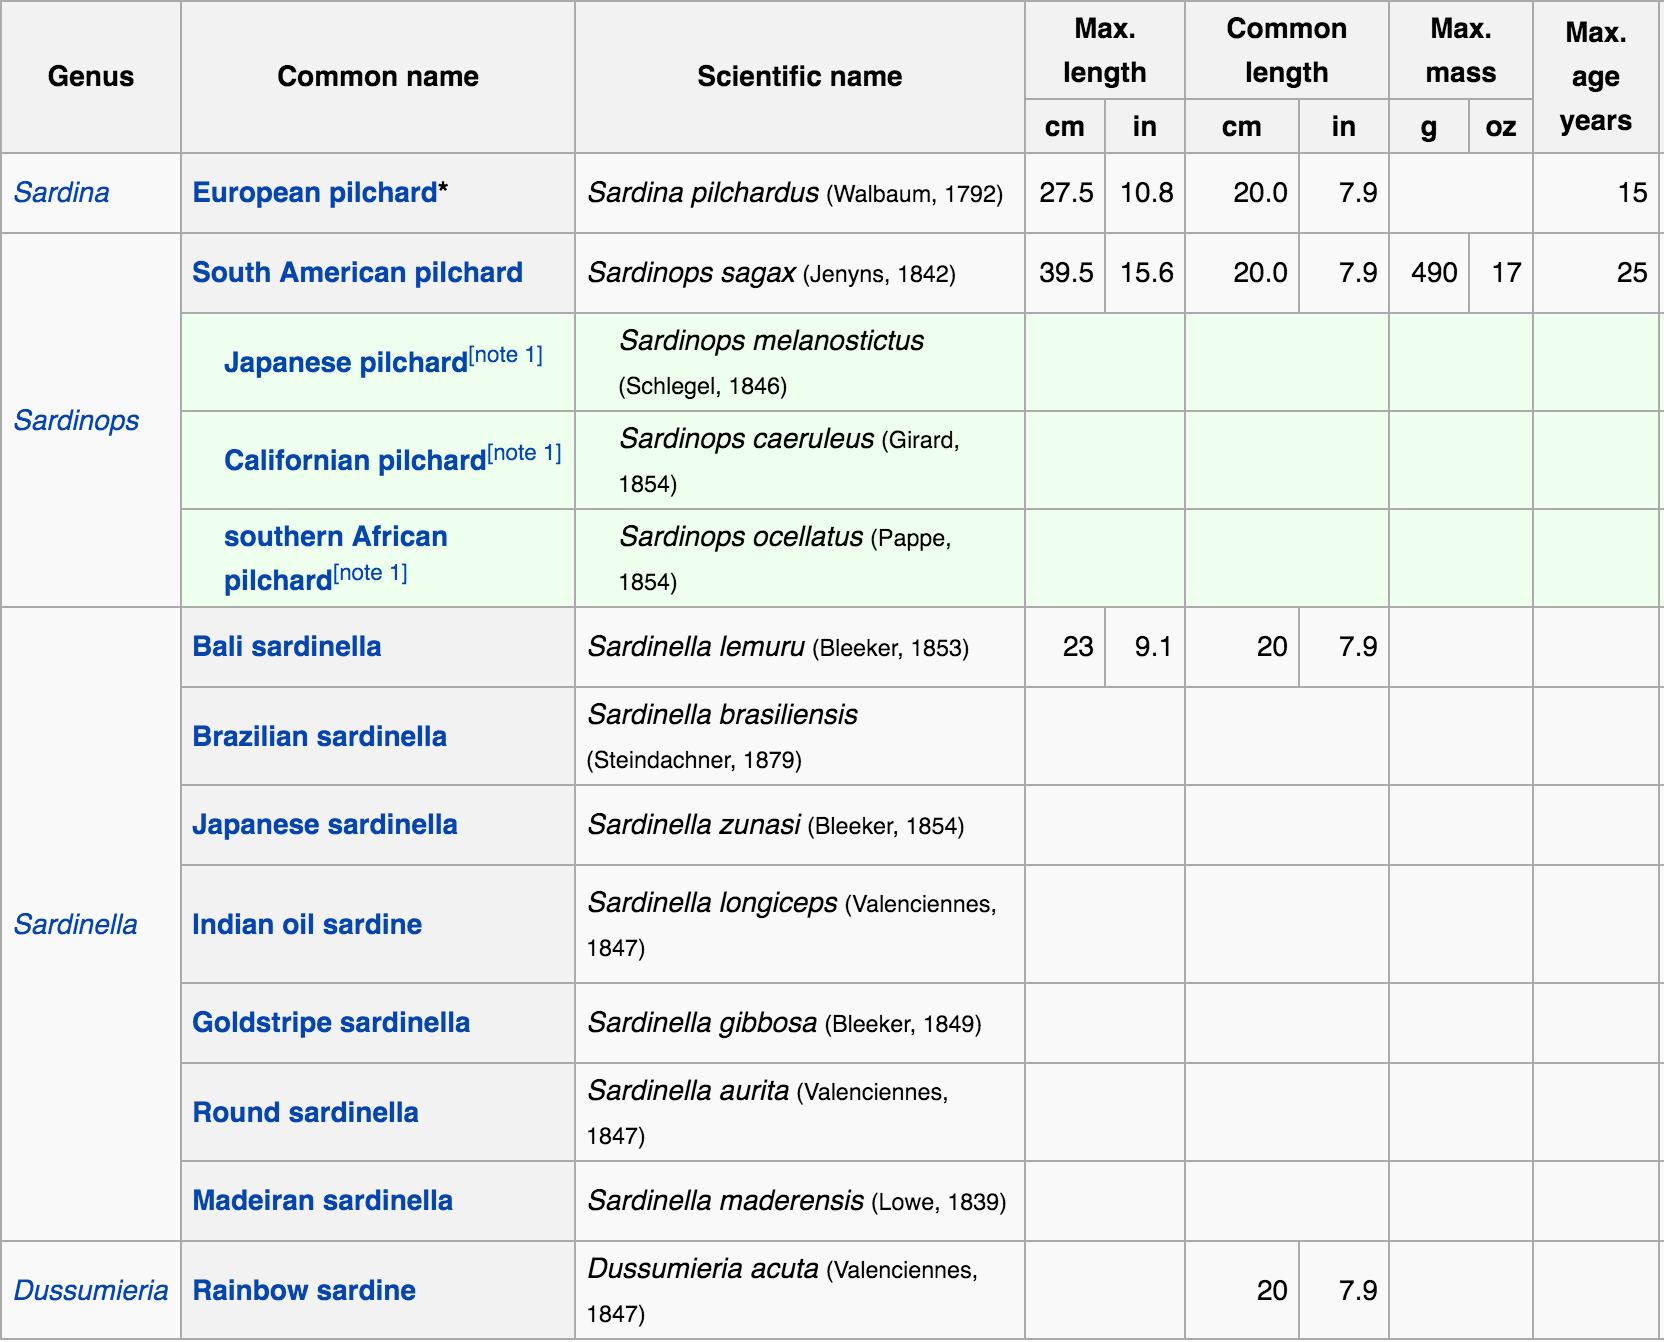 Genus Common name Scientific name Max. length Common length Max. mass Max. age years
cm in cm in g oz
Sardina European pilchard* Sardina pilchardus (Walbaum, 1792) 27.5 10.8 20.0 7.9 15
Sardinops South American pilchard Sardinops sagax (Jenyns, 1842) 39.5 15.6 20.0 7.9 490 17 25
Japanese pilchard[note 1] Sardinops melanostictus
(Schlegel, 1846)
Californian pilchard[note 1] Sardinops caeruleus (Girard,
1854)
southern African
pilchard[note 1] Sardinops ocellatus (Pappe,
1854)
Sardinella Bali sardinella Sardinella lemuru (Bleeker, 1853) 23 9.1 20 7.9
Brazilian sardinella Sardinella brasiliensis
(Steindachner, 1879)
Japanese sardinella Sardinella zunasi (Bleeker, 1854)
Indian oil sardine Sardinella longiceps (Valenciennes,
1847)
Goldstripe sardinella Sardinella gibbosa (Bleeker, 1849)
Round sardinella Sardinella aurita (Valenciennes,
1847)
Madeiran sardinella Sardinella maderensis (Lowe, 1839)
Dussumieria Rainbow sardine Dussumieria acuta (Valenciennes,
1847) 20 7.9